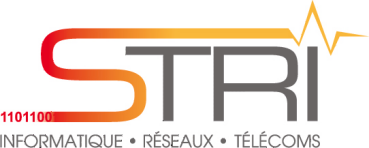 STRI
1101100
INFORMATIQUE • RÉSEAUX • TÉLÉCOMS